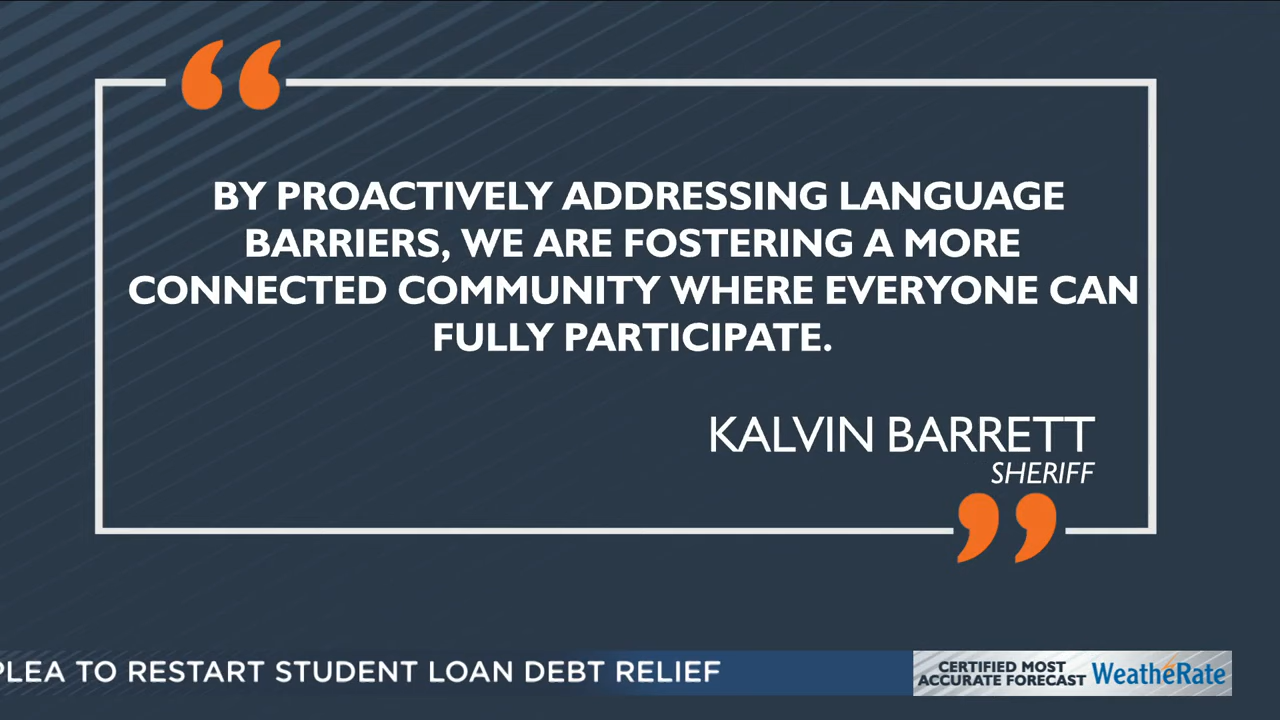 “
BY PROACTIVELY ADDRESSING LANGUAGE
BARRIERS, WE ARE FOSTERING A MORE
CONNECTED COMMUNITY WHERE EVERYONE CAN
FULLY PARTICIPATE.
KALVIN BARRETT
SHERIFF
”
PLEA TO RESTART STUDENT LOAN DEBT RELIEF
CERTIFIED MOST
ACCURATE FORECAST
WeatheRate